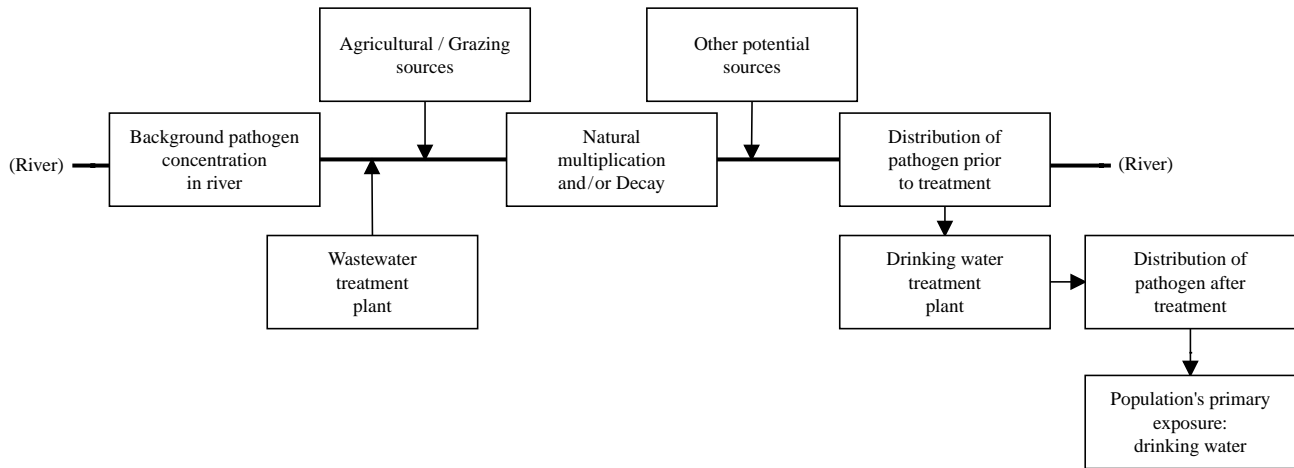 Agricultural / Grazing
sources
Other potential
sources
(River)
Background pathogen
concentration
in river
Natural
multiplication
and/or Decay
Distribution of
pathogen prior
to treatment
(River)
Wastewater
treatment
plant
Drinking water
treatment
plant
Distribution of
pathogen after
treatment
Population's primary
exposure:
drinking water